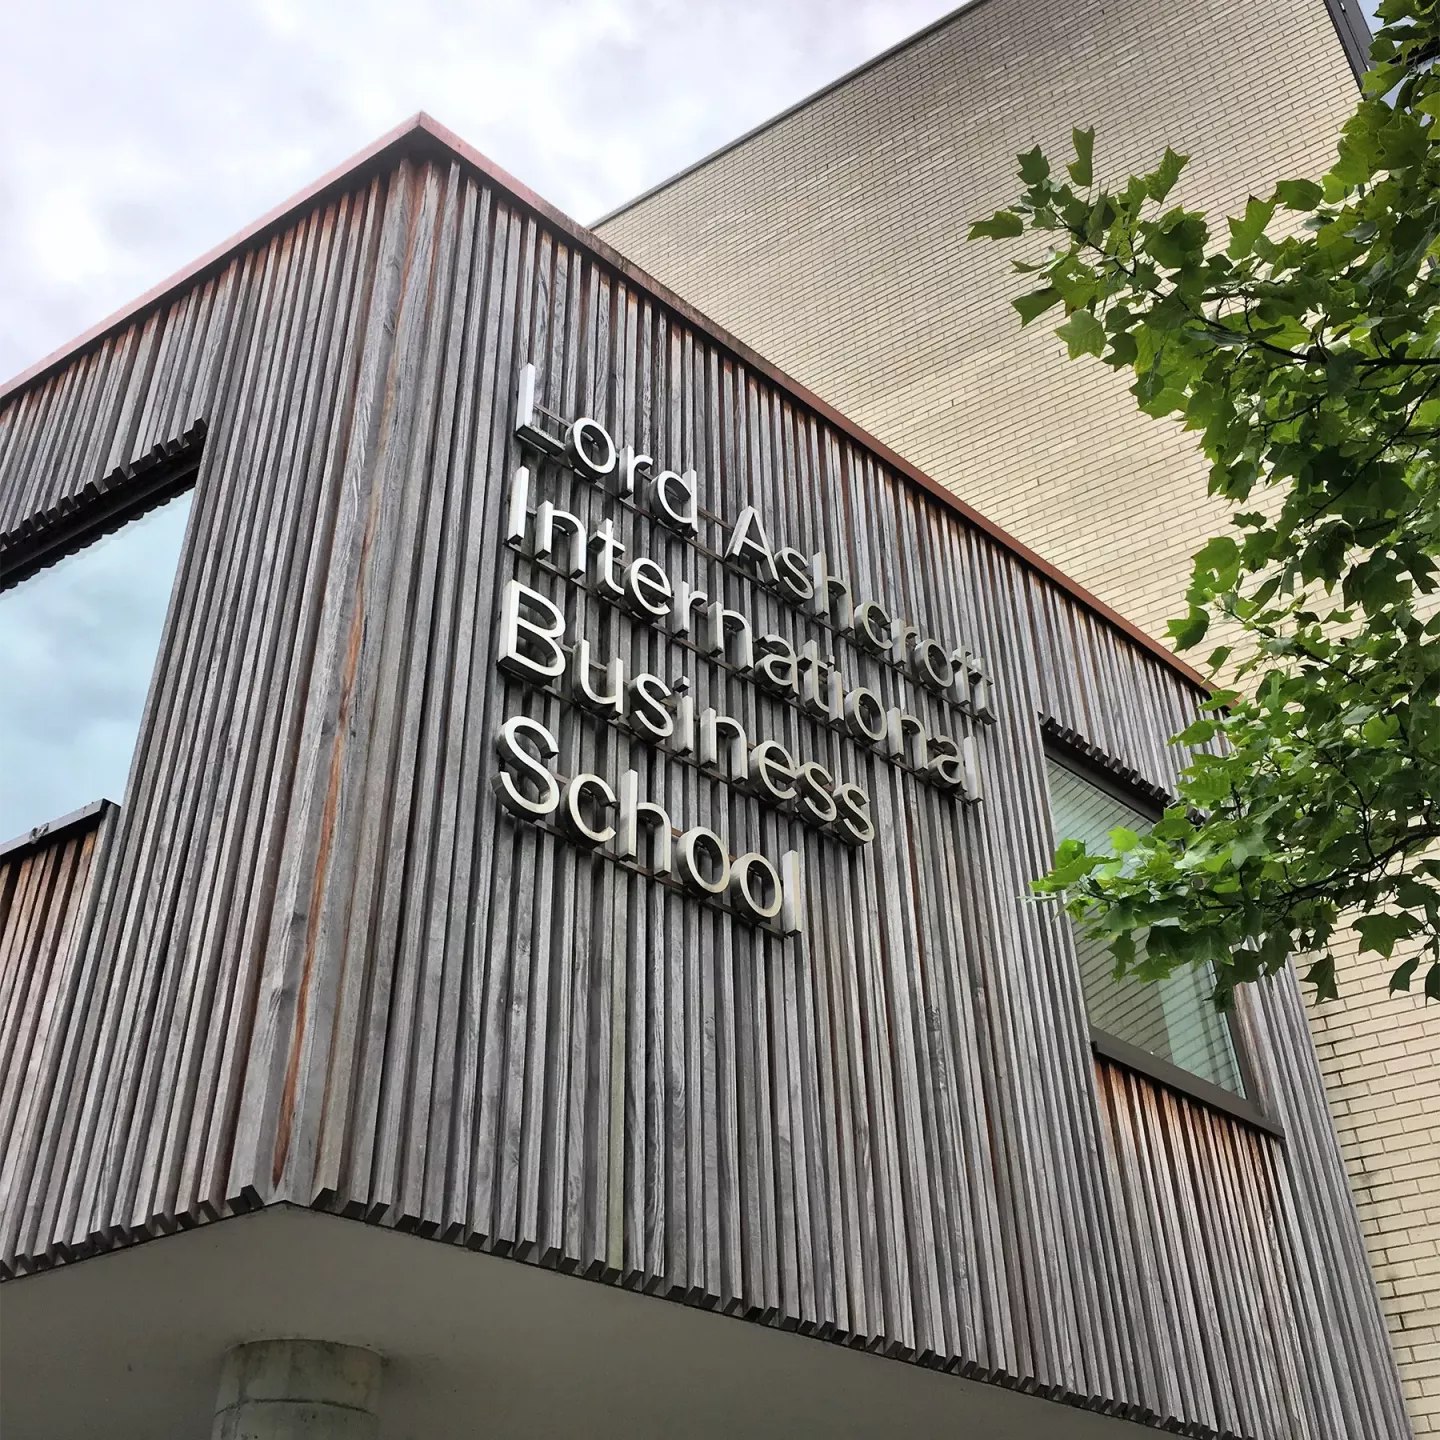 Lord Ashcroft
International
Business
School